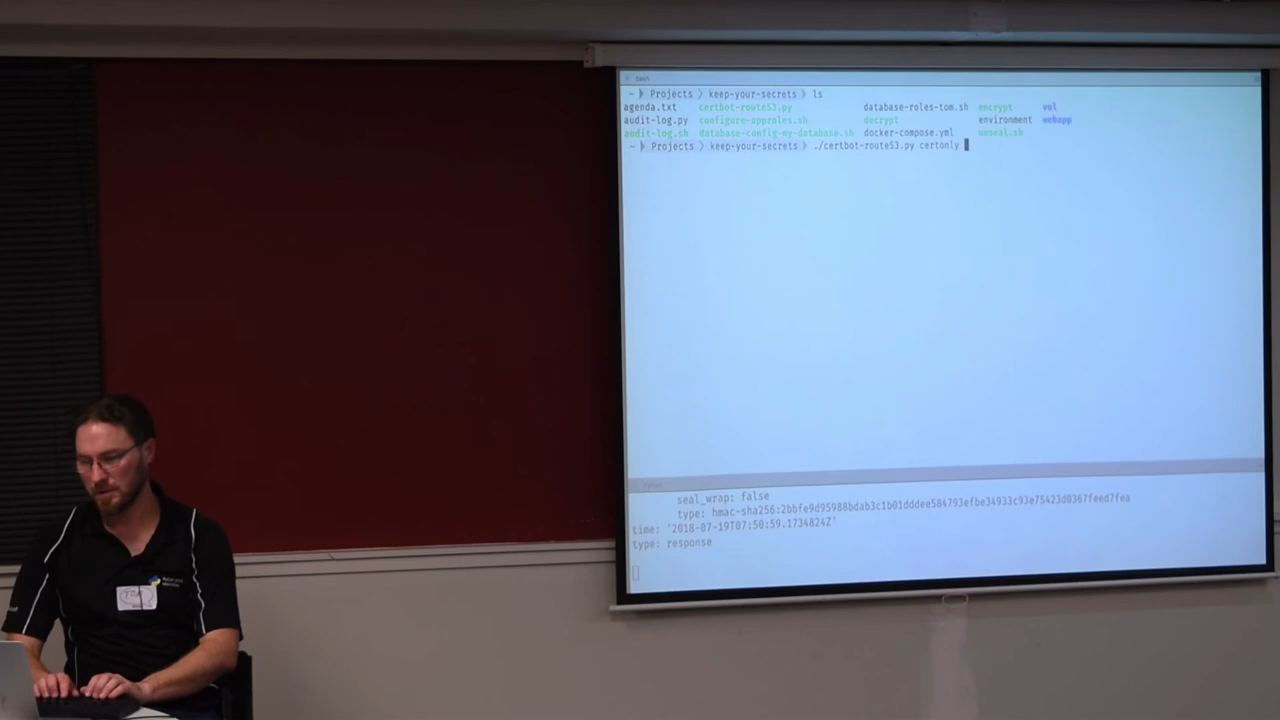 bash
~ Projects keep-your-secrets ls
agenda.txt certbot-route53.py database-roles-tom.sh encrypt vol
audit-log.py configure-approles.sh decrypt environment webapp
audit-log.sh database-config-my-database.sh docker-compose.yml unseal.sh
~ Projects keep-your-secrets ./certbot-route53.py certonly
seal_wrap: false
type: hmac-sha256:2bbfe9d95988bdab3c1b01dddee584793efbe34933c93e75423d8367feed7fea
time: '2018-07-19T07:50:59.1734824Z'
type: response
TOM